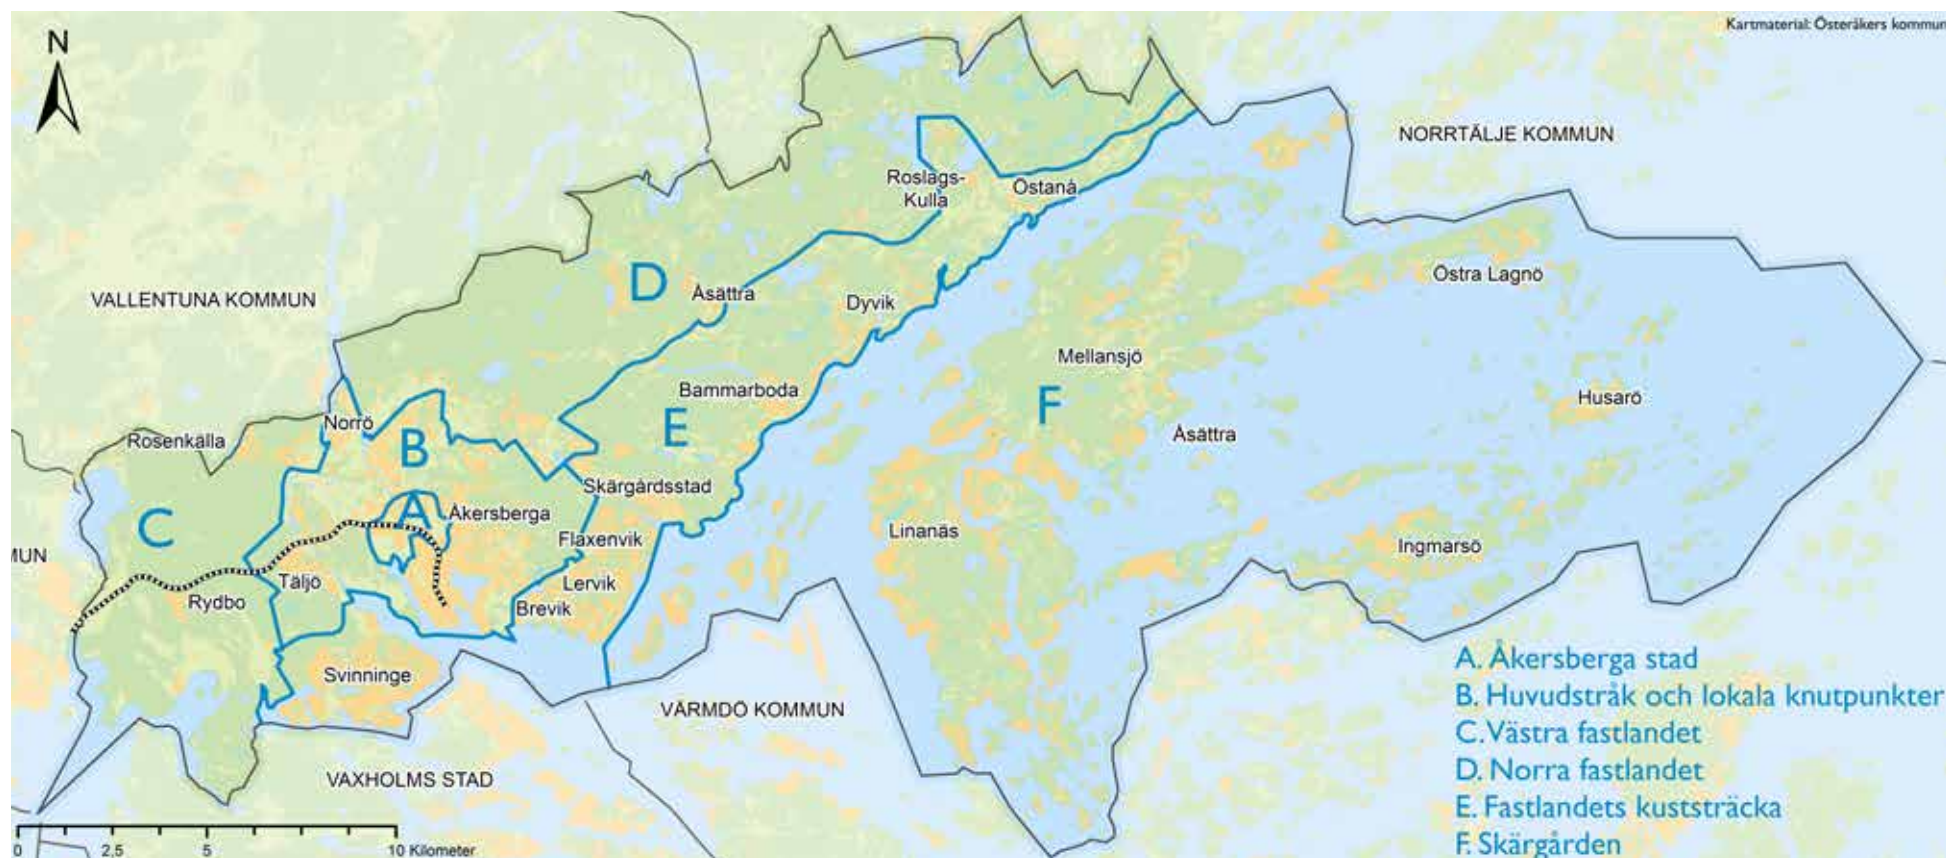 Kartmaterial: Österåkers kommun
N
NORRTÄLJE KOMMUN
Roslags-
Kulla
Östanå
Östra Lagnö
D
Åsättra
VALLENTUNA KOMMUN
Dyvik
Mellansjö
Bammarboda
Husarö
F
Norrö
E
Åsättra
Rosenkälla
B
Skärgårdsstad
A
Åkersberga
C
Linanäs
Flaxenvik
Ingmarsö
MUN
Täljö
Lervik
Rydbo
Brevik
Svinninge
VÄRMDÖ KOMMUN
VAXHOLMS STAD
A. Åkersberga stad
B. Huvudstråk och lokala knutpunkter
C. Västra fastlandet
D. Norra fastlandet
E. Fastlandets kuststräcka
F. Skärgården
0 2,5 5 10 Kilometer